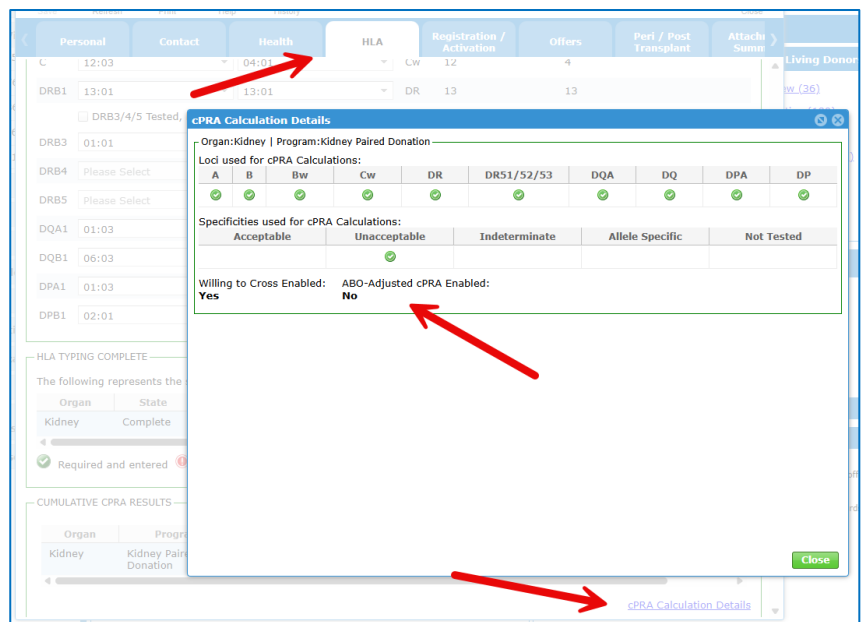 Personal Contact Health HLA Registration / Activation Offers Peri / Post Transplant
Living Donor
C 12:03 04:01 Cw 12 4
DRB1 13:01 13:01 DR 13 13
DRB3/4/5 Tested,
DRB3 01:01
DRB4 Please Select
DRB5 Please Select
DQA1 01:03
DQB1 06:03
DPA1 01:03
DPB1 02:01
cPRA Calculation Details
Organ:Kidney | Program:Kidney Paired Donation
Loci used for cPRA Calculations:
A B Bw Cw DR DR51/52/53 DQA DQ DPA DP
Specificities used for cPRA Calculations:
Acceptable Unacceptable Indeterminate Allele Specific Not Tested
Willing to Cross Enabled: ABO-Adjusted cPRA Enabled:
Yes No
Close
HLA TYPING COMPLETE
The following represents the
Organ State
Kidney Complete
Required and entered
CUMULATIVE CPRA RESULTS
Organ
Kidney Kidney Pair
Donation
cPRA Calculation Details